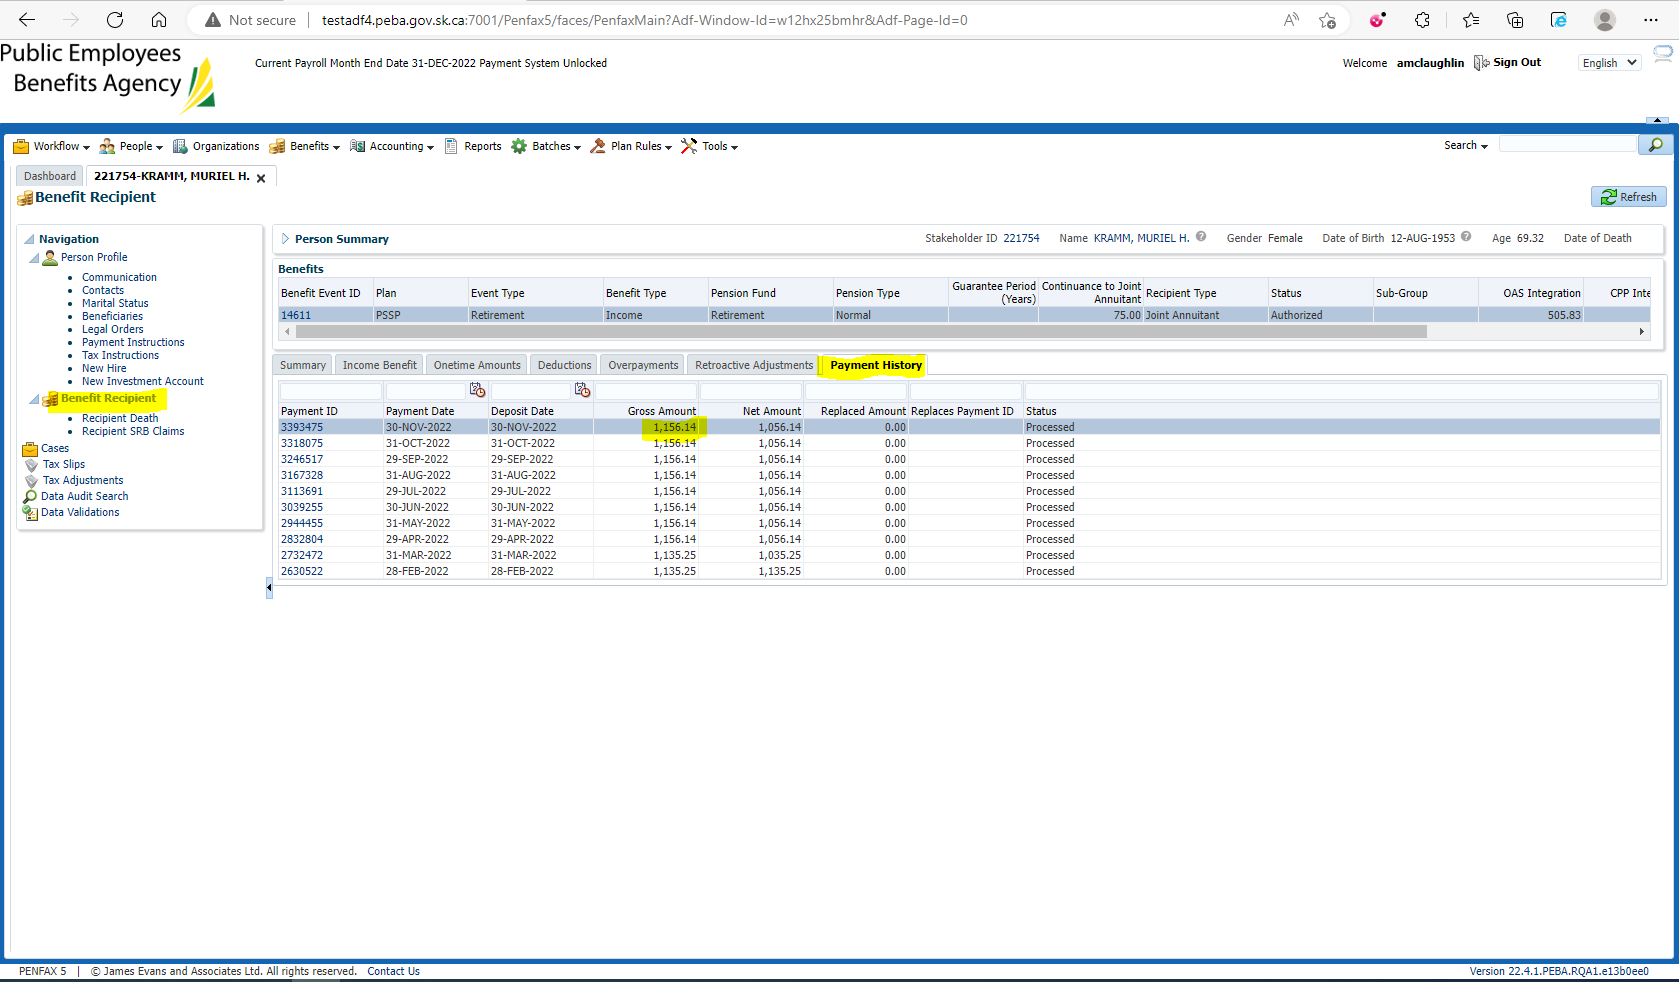 Not secure | testadf4.peba.gov.sk.ca:7001/Penfax5/faces/PenfaxMain?Adf-Window-Id=w12hx25bmhr&Adf-Page-Id=0
Public Employees
Benefits Agency
Current Payroll Month End Date 31-DEC-2022 Payment System Unlocked
Welcome amclaughlin Sign Out English
Workflow People Organizations Benefits Accounting Reports Batches Plan Rules Tools Search
Dashboard 221754-KRAMM, MURIEL H.
Benefit Recipient
Refresh
Navigation
Person Profile
Communication
Contacts
Marital Status
Beneficiaries
Legal Orders
Payment Instructions
Tax Instructions
New Hire
New Investment Account
Benefit Recipient
Recipient Death
Recipient SRB Claims
Cases
Tax Slips
Tax Adjustments
Data Audit Search
Data Validations
Person Summary Stakeholder ID 221754 Name KRAMM, MURIEL H. Gender Female Date of Birth 12-AUG-1953 Age 69.32 Date of Death
Benefits
Benefit Event ID Plan Event Type Benefit Type Pension Fund Pension Type Guarantee Period (Years) Continuance to Joint Annuitant Recipient Type Status Sub-Group OAS Integration CPP Inte
14611 PSSP Retirement Income Retirement Normal 75.00 Joint Annuitant Authorized 505.83
Summary Income Benefit Onetime Amounts Deductions Overpayments Retroactive Adjustments Payment History
Payment ID Payment Date Deposit Date Gross Amount Net Amount Replaced Amount Replaces Payment ID Status
3393475 30-NOV-2022 30-NOV-2022 1,156.14 1,056.14 0.00 Processed
3318075 31-OCT-2022 31-OCT-2022 1,156.14 1,056.14 0.00 Processed
3246517 29-SEP-2022 29-SEP-2022 1,156.14 1,056.14 0.00 Processed
3167328 31-AUG-2022 31-AUG-2022 1,156.14 1,056.14 0.00 Processed
3113691 29-JUL-2022 29-JUL-2022 1,156.14 1,056.14 0.00 Processed
3039255 30-JUN-2022 30-JUN-2022 1,156.14 1,056.14 0.00 Processed
2944455 31-MAY-2022 31-MAY-2022 1,156.14 1,056.14 0.00 Processed
2832804 29-APR-2022 29-APR-2022 1,156.14 1,056.14 0.00 Processed
2732472 31-MAR-2022 31-MAR-2022 1,135.25 1,035.25 0.00 Processed
2630522 28-FEB-2022 28-FEB-2022 1,135.25 1,135.25 0.00 Processed
PENFAX 5 | © James Evans and Associates Ltd. All rights reserved. Contact Us
Version 22.4.1.PEBA.RQA1.e13b0ee0